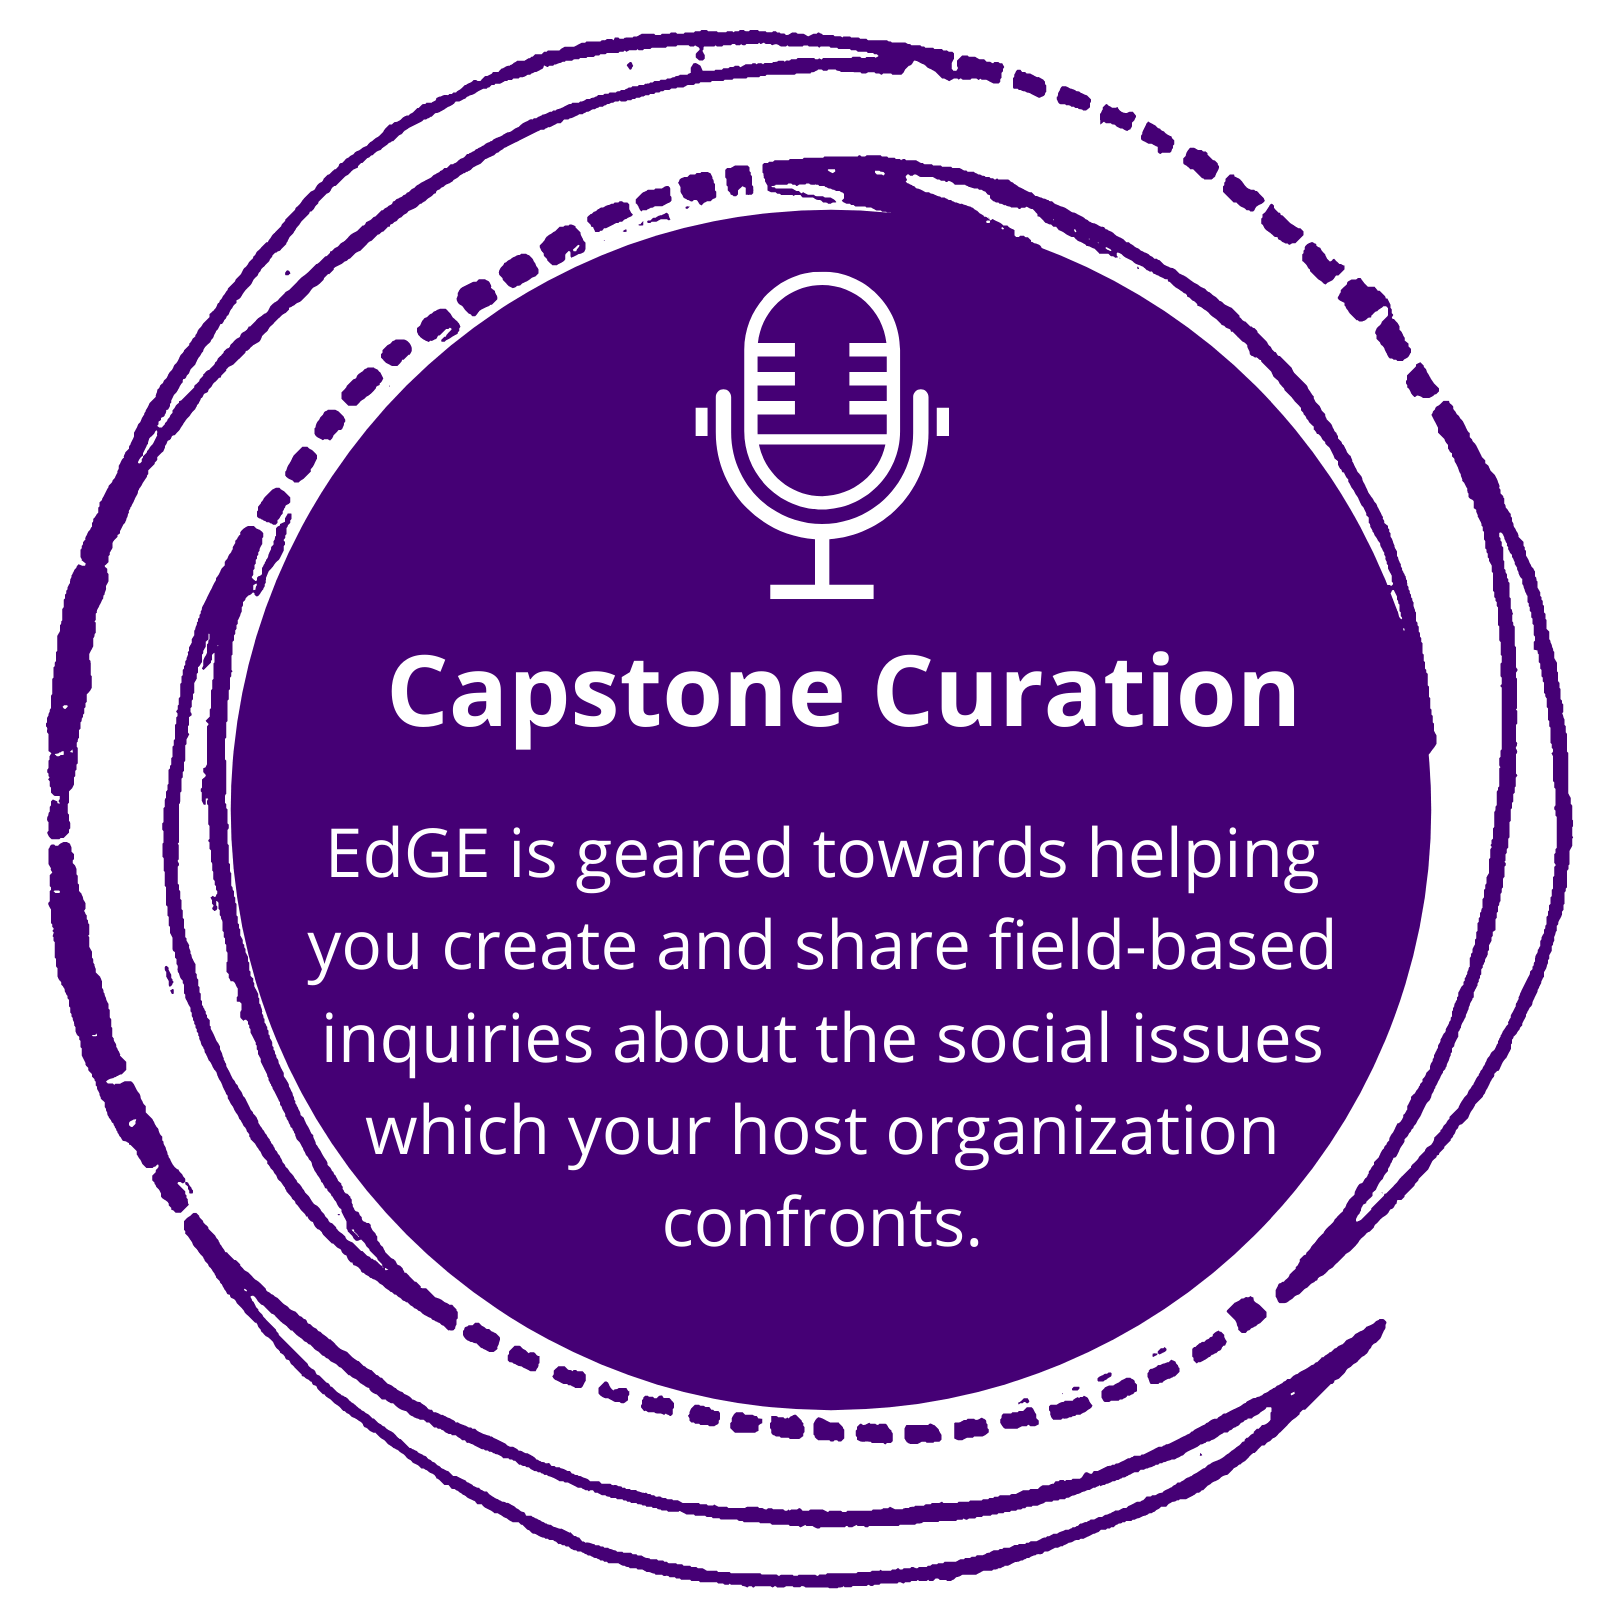 Capstone Curation
EdGE is geared towards helping
you create and share field-based
inquiries about the social issues
which your host organization
confronts.